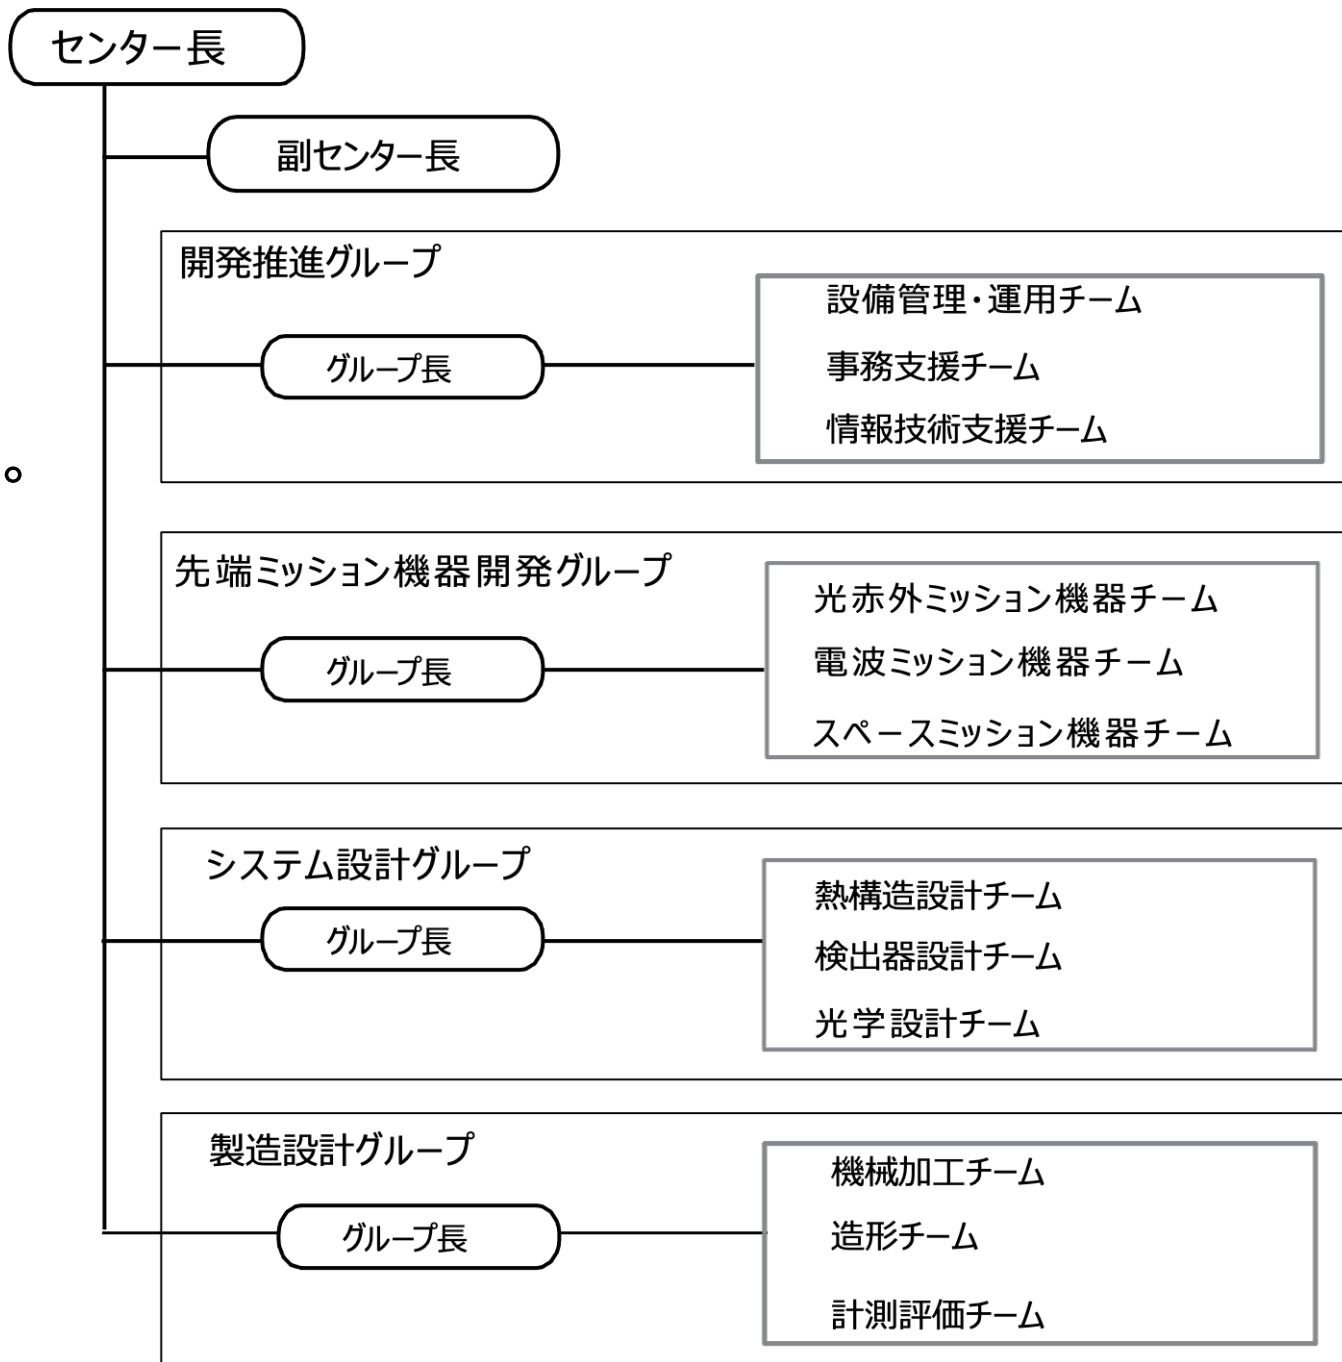 センター長
副センター長
開発推進グループ
設備管理・運用チーム
グループ長
事務支援チーム
情報技術支援チーム
。
先端ミッション機器開発グループ
光赤外ミッション機器チーム
グループ長
電波ミッション機器チーム
スペースミッション機器チーム
システム設計グループ
熱構造設計チーム
グループ長
検出器設計チーム
光学設計チーム
製造設計グループ
機械加工チーム
グループ長
造形チーム
計測評価チーム